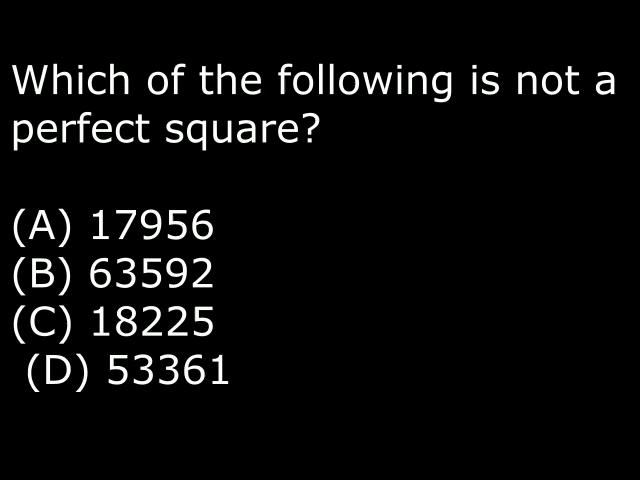 Which of the following is not a
perfect square?
(A) 17956
(B) 63592
(C) 18225
(D) 53361